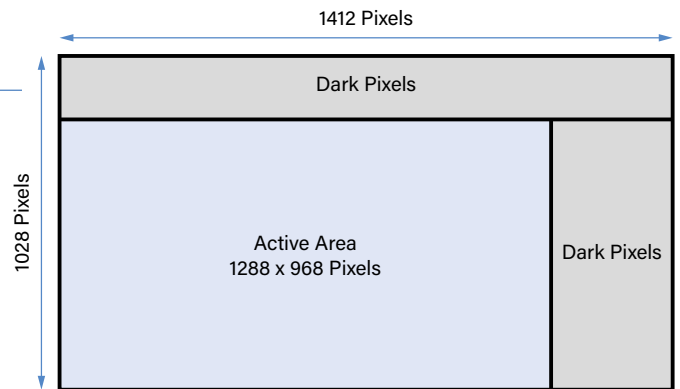 1412 Pixels
Dark Pixels
1028 Pixels
Active Area
1288 x 968 Pixels
Dark Pixels